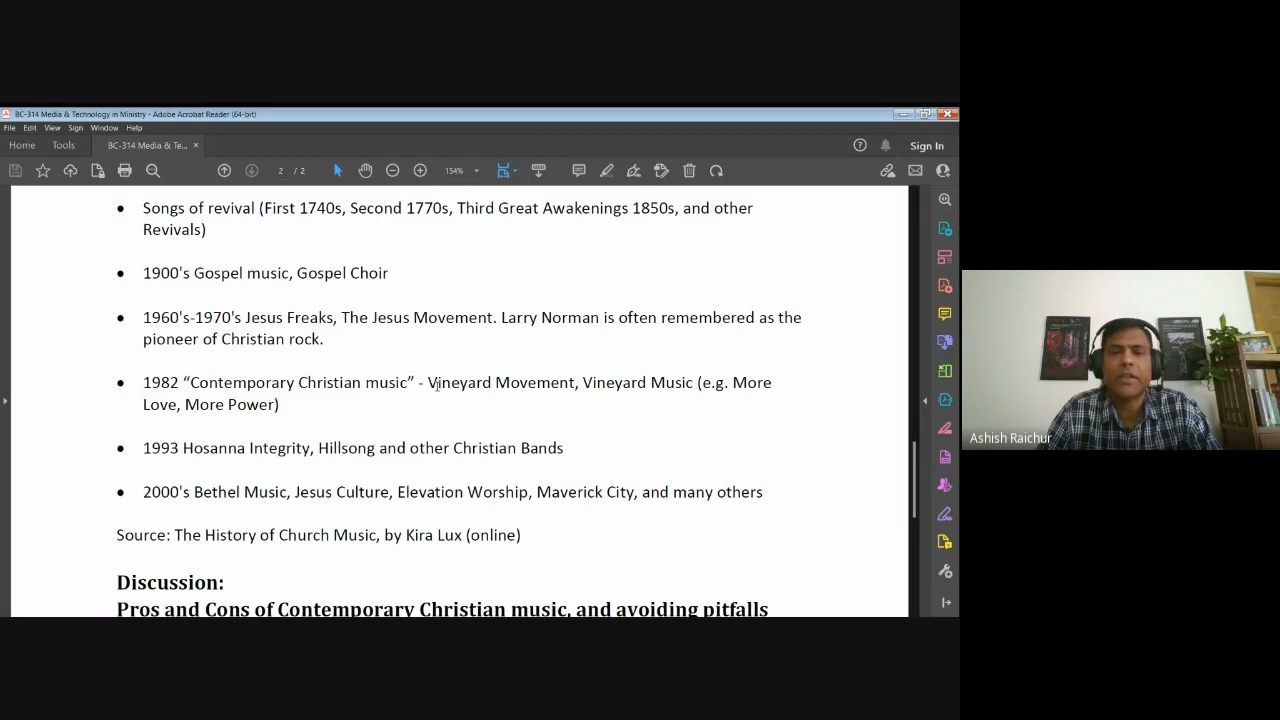 BC-314 Media & Technology in Ministry - Adobe Acrobat Reader (64-bit)
File Edit View Sign Window Help
Home Tools BC-314 Media & Te... × Sign In
2 / 2 154%
• Songs of revival (First 1740s, Second 1770s, Third Great Awakenings 1850s, and other
Revivals)
• 1900's Gospel music, Gospel Choir
• 1960's-1970's Jesus Freaks, The Jesus Movement. Larry Norman is often remembered as the
pioneer of Christian rock.
• 1982 “Contemporary Christian music” - Vineyard Movement, Vineyard Music (e.g. More
Love, More Power)
• 1993 Hosanna Integrity, Hillsong and other Christian Bands
• 2000's Bethel Music, Jesus Culture, Elevation Worship, Maverick City, and many others
Source: The History of Church Music, by Kira Lux (online)
Discussion:
Pros and Cons of Contemporary Christian music, and avoiding pitfalls
Ashish Raichur